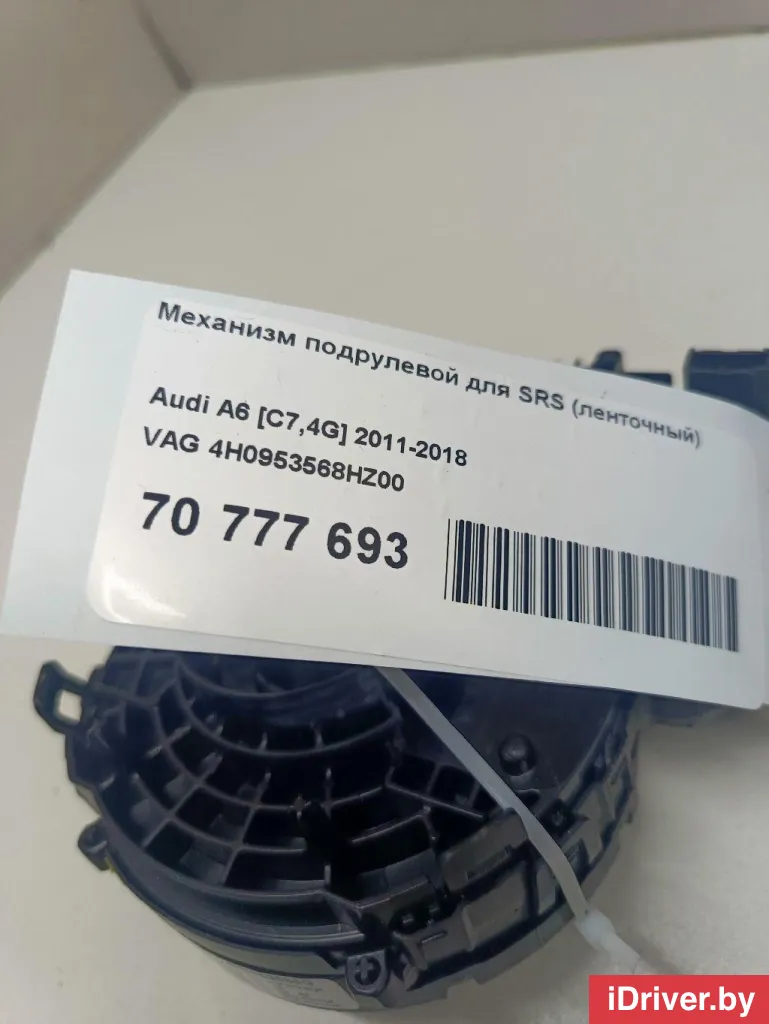 Механизм подрулевой для SRS (ленточный)
Audi A6 [C7,4G] 2011-2018
VAG 4H0953568HZ00
70 777 693
iDriver.by